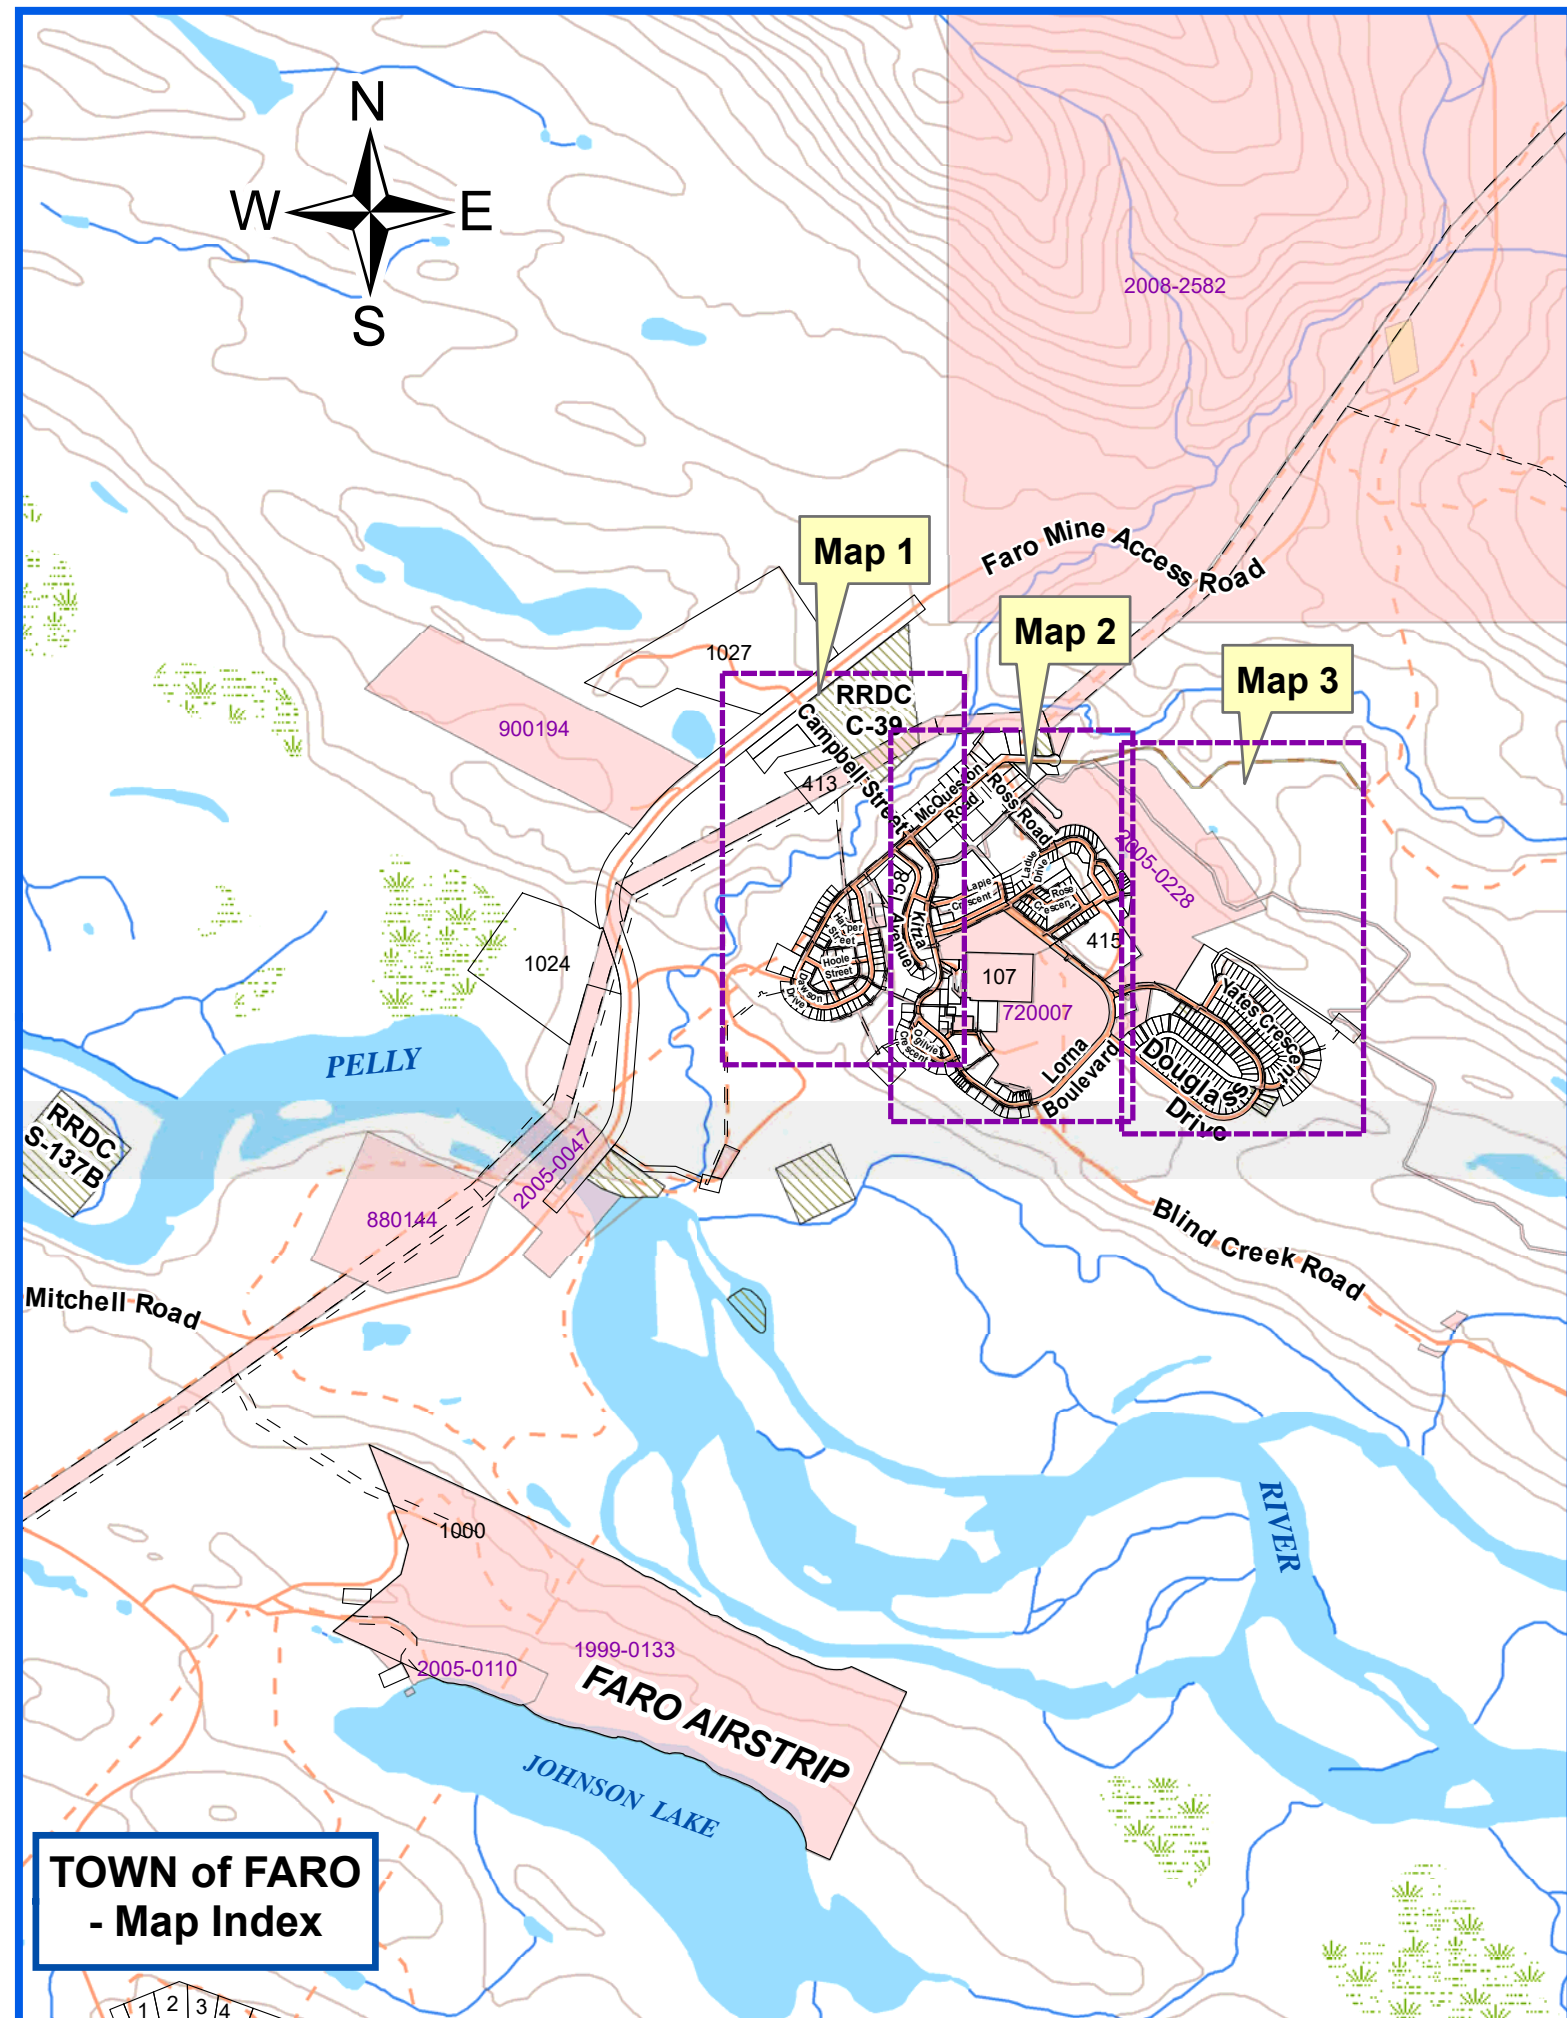 N
W
E
S
2008-2582
Map 1
Faro Mine Access Road
Map 2
Map 3
1027
RRDC
C-39
900194
Campbell Street
413
McQuesten
Road
Ross Road
2005-0228
Ladue
Drive
Lapie
Crescent
Rose
Crescent
Kitza
Avenue
Harper
Street
Hoole
Street
Dawson
Drive
415
107
1024
720007
Ogilvie
Crescent
Yates Crescent
Lorna
Boulevard
Douglas
Drive
PELLY
RRDC
S-137B
2005-0047
880144
Blind Creek Road
Mitchell Road
RIVER
1000
1999-0133
2005-0110
FARO AIRSTRIP
JOHNSON LAKE
TOWN of FARO
- Map Index
1
2
3
4